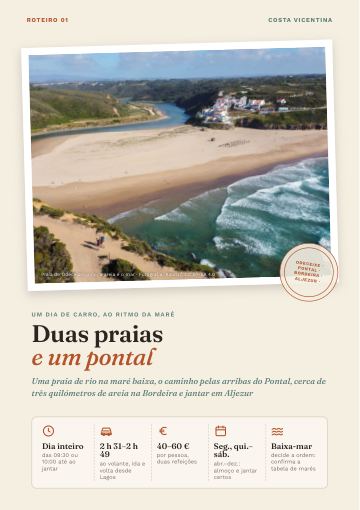 ROTEIRO 01
COSTA VICENTINA
ODECEIXE ·
PONTAL ·
BORDEIRA ·
ALJEZUR ·
UM DIA DE CARRO, AO RITMO DA MARÉ
Duas praias
e um pontal
Uma praia de rio na maré baixa, o caminho pelas arribas do Pontal, cerca de
três quilómetros de areia na Bordeira e jantar em Aljezur
Dia inteiro
das 09:30 ou
10:00 até ao
jantar
2 h 31–2 h
49
ao volante, ida e
volta desde
Lagos
40–60 €
por pessoa,
duas refeições
Seg., qui.–
sáb.
abr.–dez.:
almoço e jantar
certos
Baixa-mar
decide a ordem:
confirma a
tabela de marés